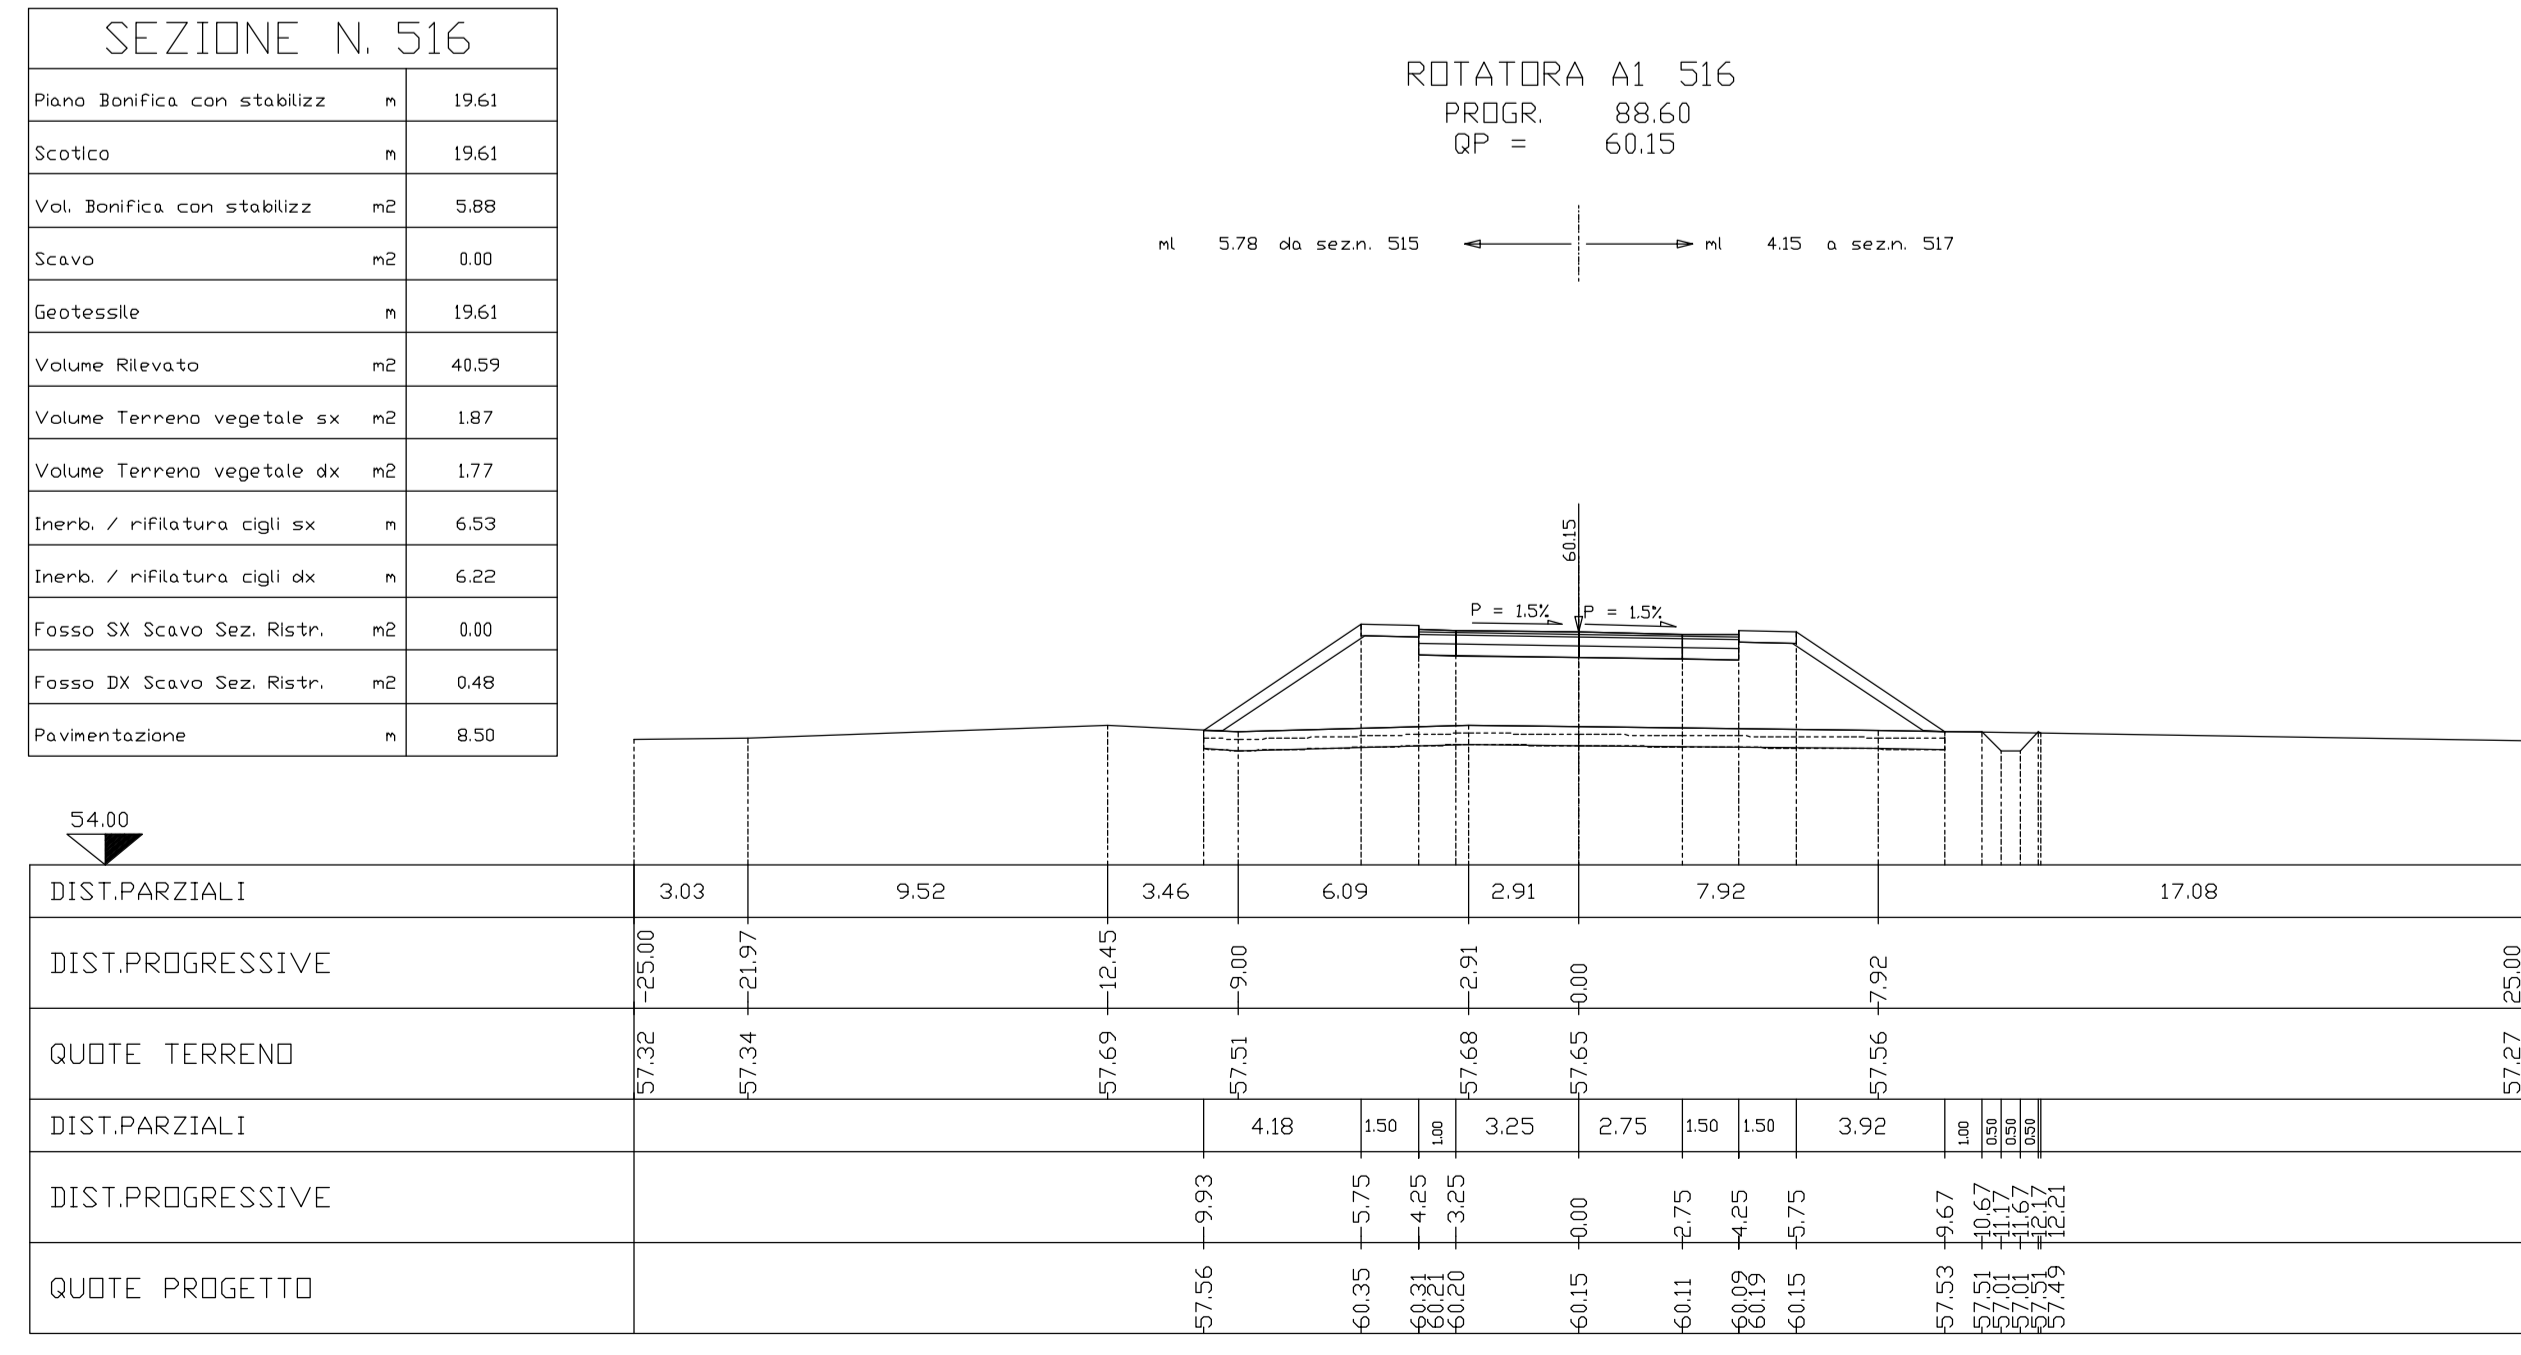 SEZIONE N. 516
Piano Bonifica con stabilizz m 19.61
Scotico m 19.61
Vol. Bonifica con stabilizz m2 5.88
Scavo m2 0.00
Geotessile m 19.61
Volume Rilevato m2 40.59
Volume Terreno vegetale sx m2 1.87
Volume Terreno vegetale dx m2 1.77
Inerb. / rifilatura cigli sx m 6.53
Inerb. / rifilatura cigli dx m 6.22
Fosso SX Scavo Sez. Ristr. m2 0.00
Fosso DX Scavo Sez. Ristr. m2 0.48
Pavimentazione m 8.50
ROTATORA A1 516
PROGR. 88.60
QP = 60.15
ml 5.78 da sez.n. 515 ml 4.15 a sez.n. 517
60.15
P = 1.5% P = 1.5%
54.00
DIST.PARZIALI 3.03 9.52 3.46 6.09 2.91 7.92 17.08
DIST.PROGRESSIVE -25.00 -21.97 -12.45 -9.00 -2.91 0.00 7.92 25.00
QUOTE TERRENO 57.32 57.34 57.69 57.51 57.68 57.65 57.56 57.27
DIST.PARZIALI 4.18 1.50 1.00 3.25 2.75 1.50 1.50 3.92 1.00 0.50 0.50 0.50
DIST.PROGRESSIVE -9.93 -5.75 -4.25 -3.25 0.00 2.75 4.25 5.75 9.67 10.67 11.17 11.67 12.17 12.21
QUOTE PROGETTO 57.56 60.35 60.31 60.21 60.20 60.15 60.11 60.09 60.19 60.15 57.53 57.51 57.01 57.01 57.51 57.49